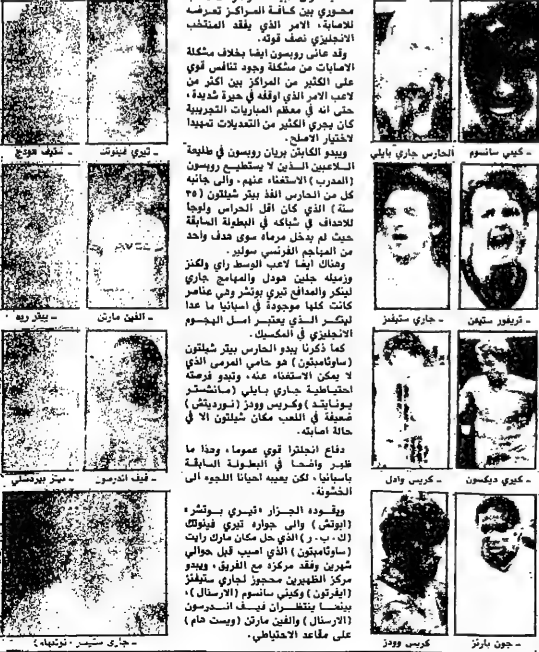 محوري بين كافة المراكز تعرضه
للاصابة، الامر الذي يفقد المنتخب
الانجليزي نصف قوته.
وقد عانى روبسون ايضا بخلاف مشكلة
الاصابات من مشكلة وجود تنافس قوي
على الكثير من المراكز بين اكثر من
لاعب الامر الذي اوقفه في حيرة شديدة،
حتى انه في معظم المباريات التجريبية
كان يجري الكثير من التعديلات تمهيدا
لاختيار الاصلح.
ويبدو الكابتن بريان روبسون في طليعة
اللاعبين الذين لا يستطيع روبسون
(المدرب) الاستغناء عنهم، والى جانبه
كل من الحارس الفذ بيتر شيلتون (٣٥
سنة) الذي كان اقل الحراس ولوجا
للاهداف في شباكه في البطولة السابقة
حيث لم يدخل مرماه سوى هدف واحد
من المهاجم الفرنسي سولير.
وهناك ايضا لاعب الوسط راي ولكنز
وزميله جلين هودل والمهاجم جاري
لينكر والمدافع تيري بوتشر وهي عناصر
كانت كلها موجودة في اسبانيا ما عدا
لينكر الذي يعتبر امل الهجوم
الانجليزي في المكسيك.
كما ذكرنا يبدو الحارس بيتر شيلتون
(ساوثامبتون) هو حامي المرمى الذي
لا يمكن الاستغناء عنه، وتبدو فرصة
احتياطية جاري بايلي (مانشستر
يونايتد) وكريس وودز (نورديتش)
ضعيفة في اللعب مكان شيلتون الا في
حالة اصابته.
دفاع انجلترا قوي عموما، وهذا ما
ظهر واضحا في البطولة السابقة
باسبانيا، لكن يعيبه احيانا اللجوء الى
الخشونة.
ويقوده الجزار «تيري بوتشر»
(ابوتش) والى جواره تيري فينوتك
(ك.ب.ر) الذي حل مكان مارك رايت
(ساوثامبتون) الذي اصيب قبل حوالي
شهرين وفقد مركزه مع الفريق، ويبدو
مركز الظهيرين محجوز لجاري ستيفنز
(ايفرتون) وكيني سانسوم (الارسنال)،
بينما ينتظران فيف اندرسون
(الارسنال) والفين مارتن (ويست هام)
على مقاعد الاحتياطي.
ـ كيني سانسوم
الحارس جاري بايلي
ـ تيري فينوتك
ـ ستيف هودج
ـ تريفور ستيفن
ـ جاري ستيفنز
ـ الفين مارتن
ـ بيتر ريد
ـ كيري ديكسون
ـ كريس وادل
ـ فيف اندرسون
ـ بيتر بيردسلي
ـ جون بارنز
كريس وودز
ـ جاري ستيفنز